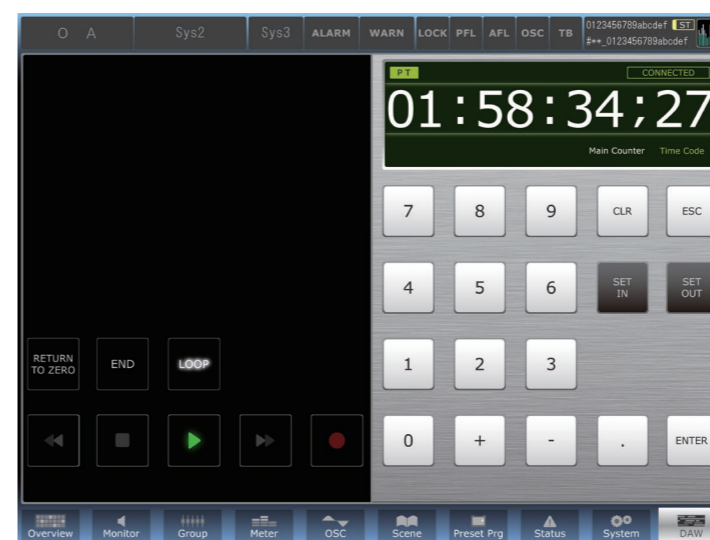 O A Sys2 Sys3 ALARM WARN LOCK PFL AFL OSC TB 0123456789abcdef ST
#**_0123456789abcdef
PT CONNECTED
01:58:34;27
Main Counter Time Code
7 8 9 CLR ESC
4 5 6 SET IN SET OUT
RETURN TO ZERO END LOOP 1 2 3
0 + - . ENTER
Overview Monitor Group Meter OSC Scene Preset Prg Status System DAW